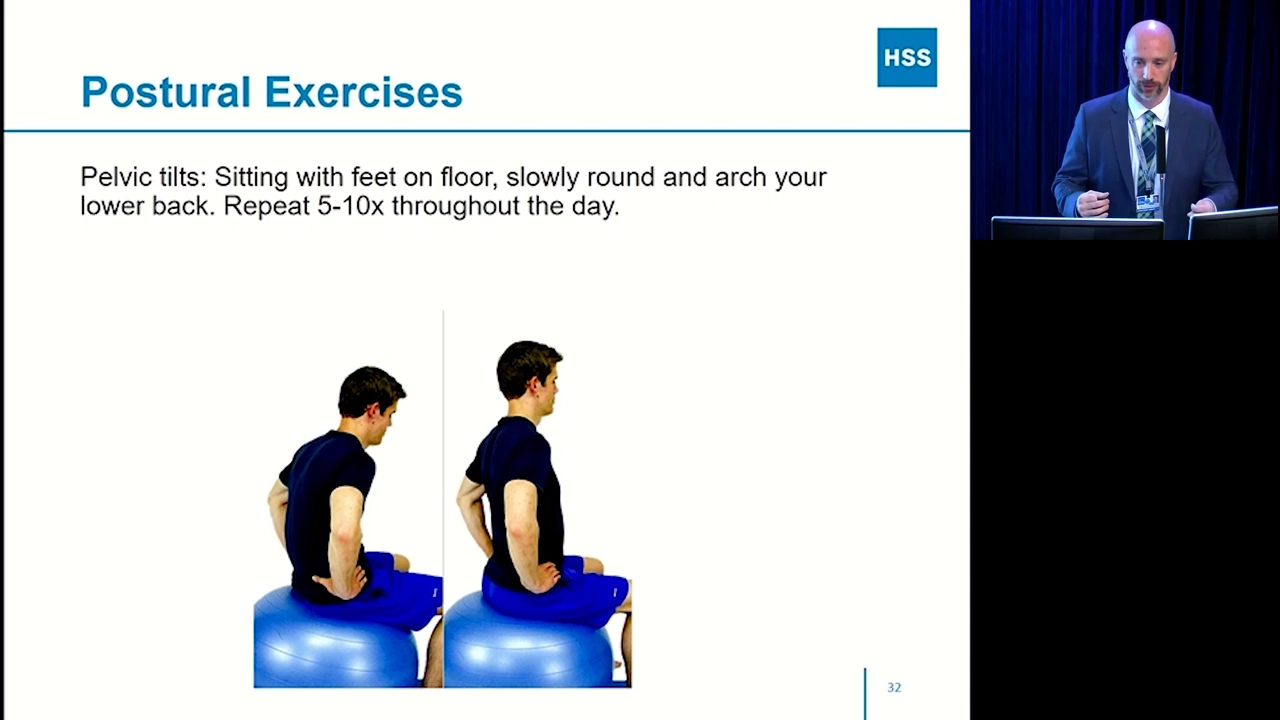 HSS
Postural Exercises
Pelvic tilts: Sitting with feet on floor, slowly round and arch your
lower back. Repeat 5-10x throughout the day.
32